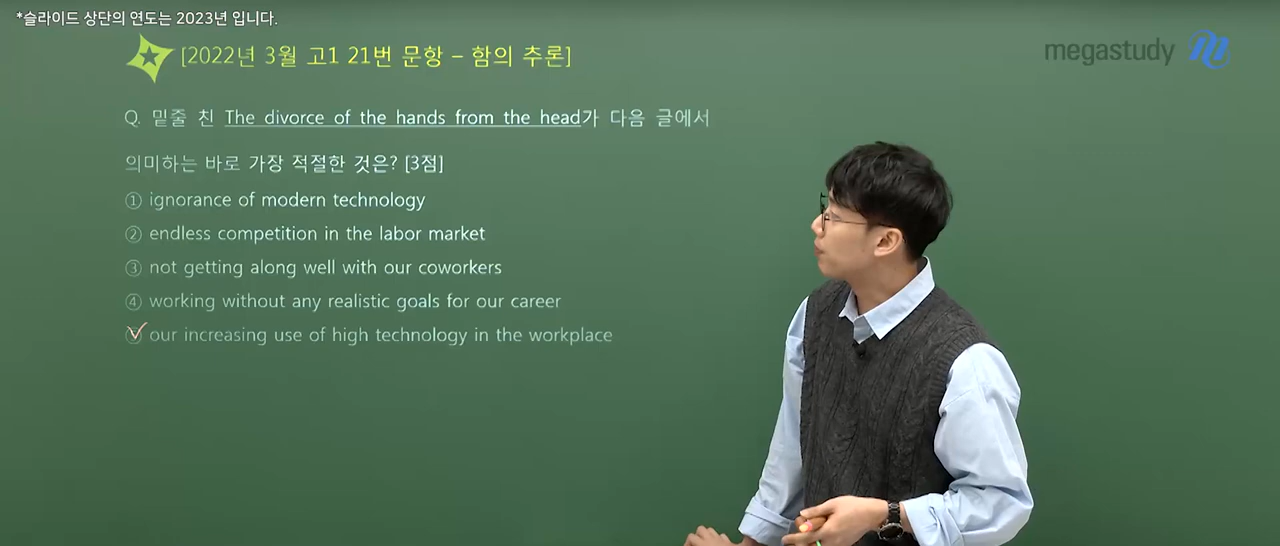 *슬라이드 상단의 연도는 2023년 입니다.
[2022년 3월 고1 21번 문항 – 함의 추론]
megastudy
Q. 밑줄 친 The divorce of the hands from the head가 다음 글에서
의미하는 바로 가장 적절한 것은? [3점]
① ignorance of modern technology
② endless competition in the labor market
③ not getting along well with our coworkers
④ working without any realistic goals for our career
⑤ our increasing use of high technology in the workplace